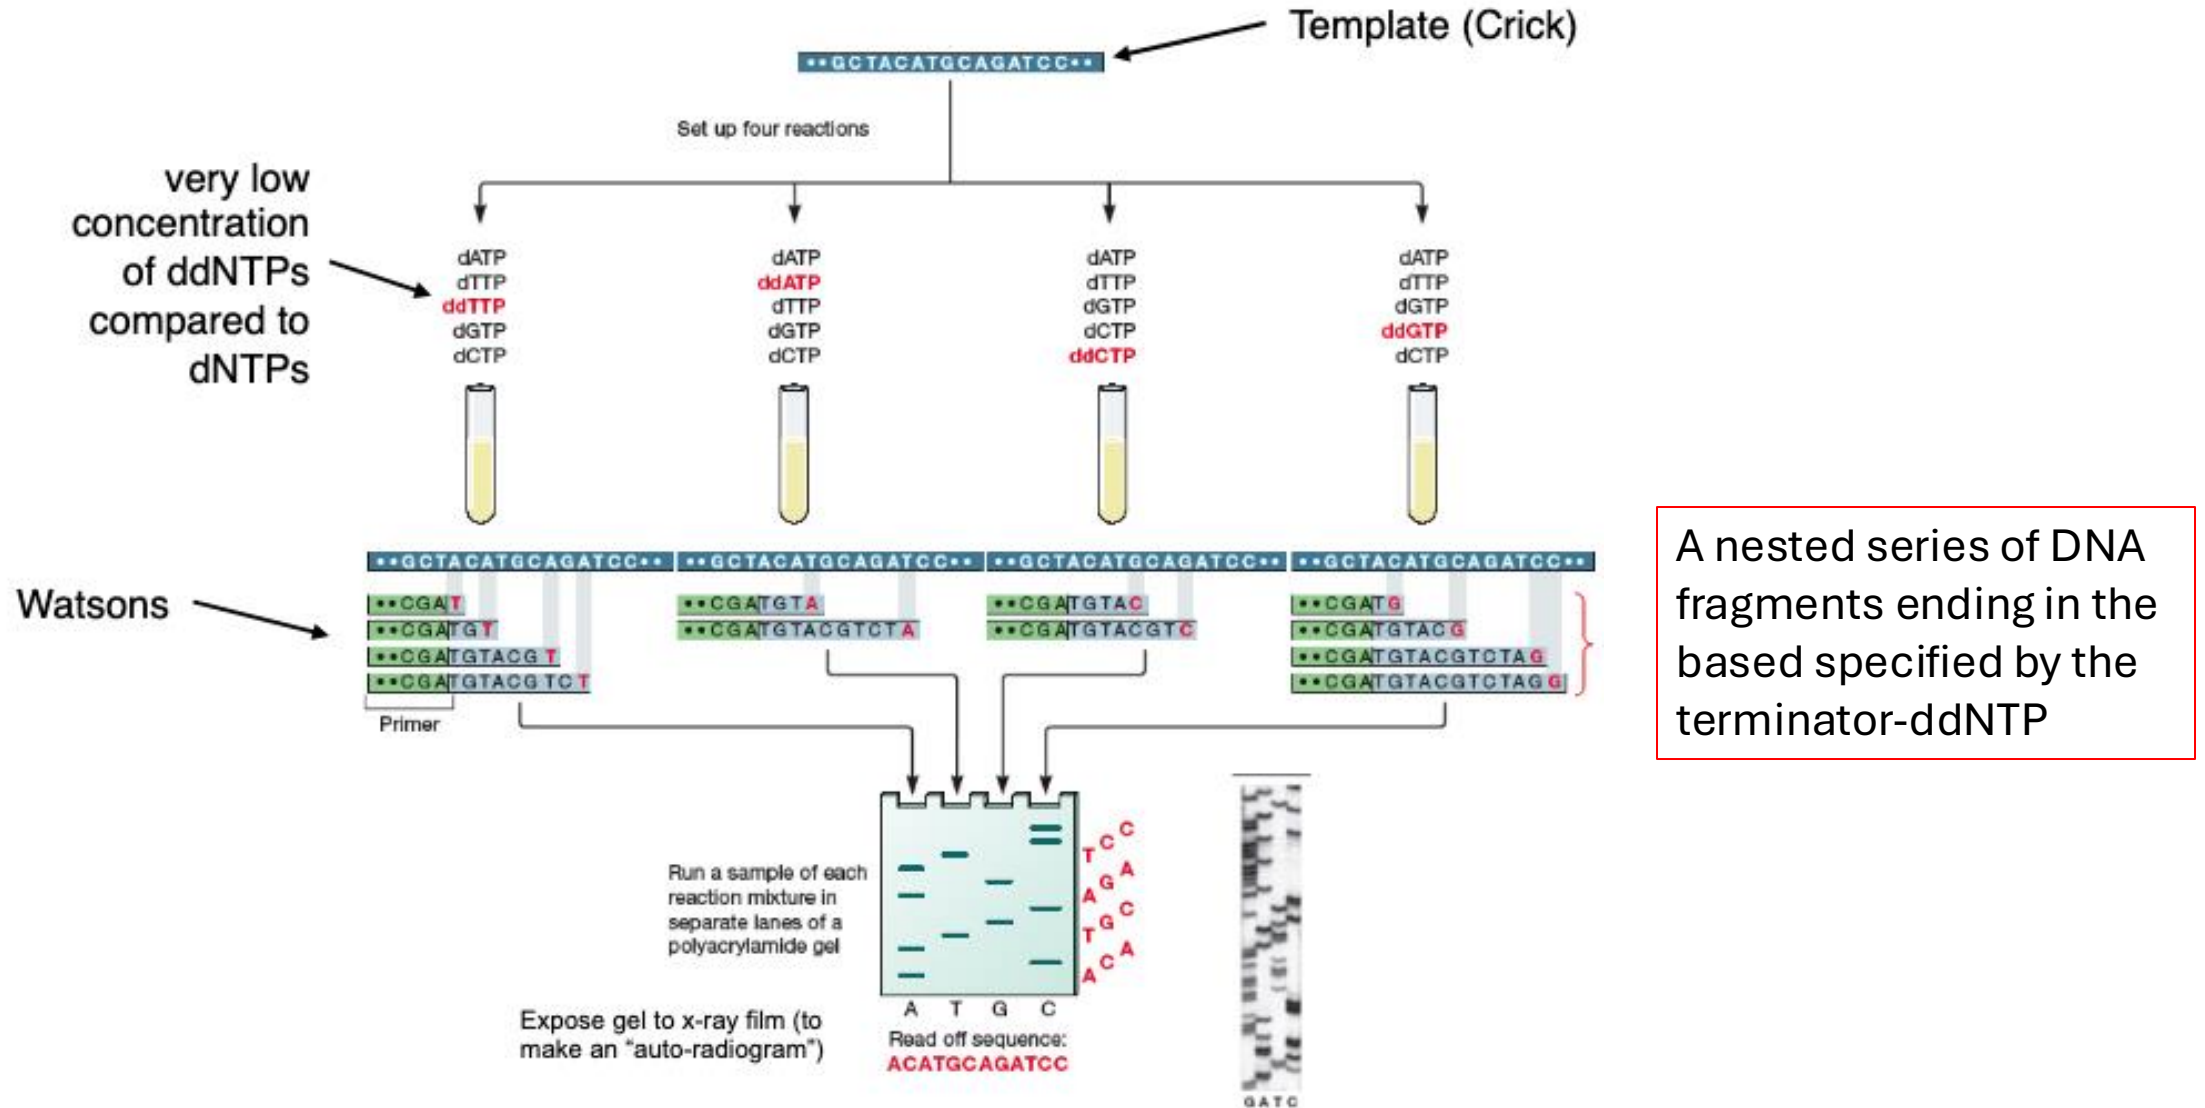 Template (Crick)
••GCTACATGCAGATCC••
Set up four reactions
very low
concentration
of ddNTPs
compared to
dNTPs
dATP
dTTP
ddTTP
dGTP
dCTP
dATP
ddATP
dTTP
dGTP
dCTP
dATP
dTTP
dGTP
dCTP
ddCTP
dATP
dTTP
dGTP
ddGTP
dCTP
Watsons
••GCTACATGCAGATCC••
••CGATGT
••CGAT
••CGATGTACGT
••CGATGTACGTCT
Primer
••GCTACATGCAGATCC••
••CGATGTA
••CGATGTACGTCTA
••GCTACATGCAGATCC••
••CGATGTAC
••CGATGTACGTC
••GCTACATGCAGATCC••
••CGATG
••CGATGTACG
••CGATGTACGTCTAG
••CGATGTACGTCTAGG
A nested series of DNA
fragments ending in the
based specified by the
terminator-ddNTP
Run a sample of each
reaction mixture in
separate lanes of a
polyacrylamide gel
C
C
T
A
G
A
C
G
T
A
C
A
A T G C
Expose gel to x-ray film (to
make an “auto-radiogram”)
Read off sequence:
ACATGCAGATCC
G A T C